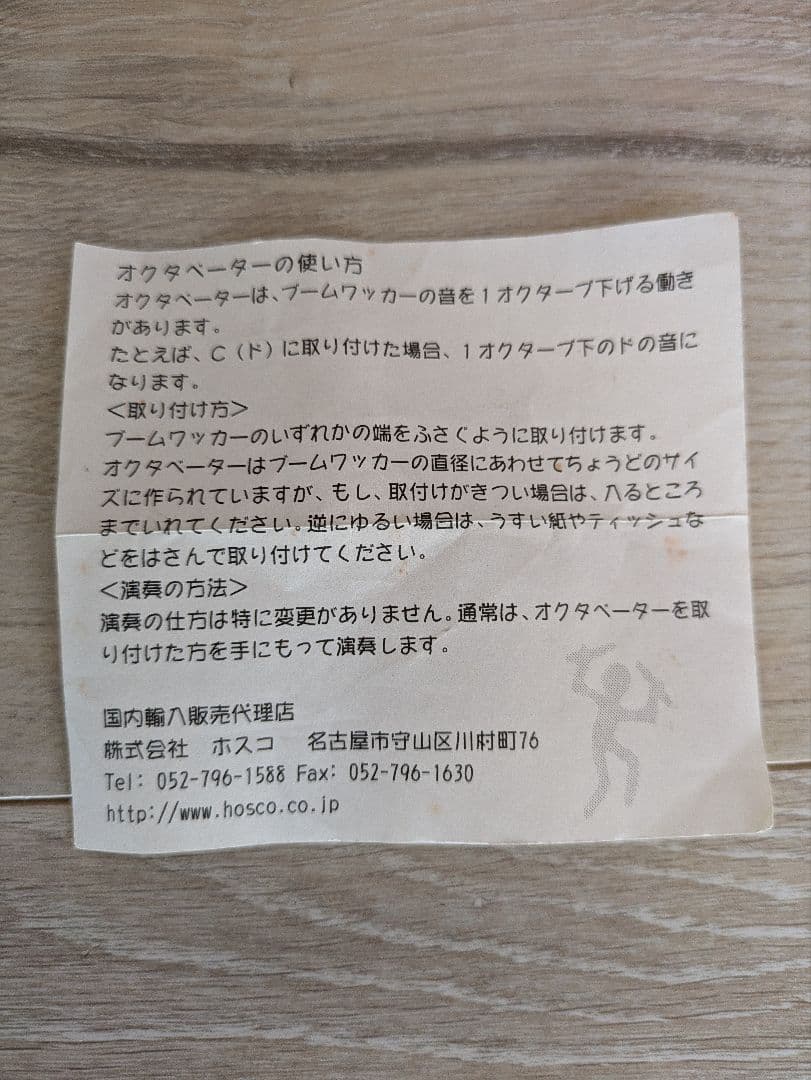 オクタベーターの使い方
オクタベーターは、ブームワッカーの音を１オクターブ下げる働き
があります。
たとえば、Ｃ（ド）に取り付けた場合、１オクターブ下のドの音に
なります。
＜取り付け方＞
ブームワッカーのいずれかの端をふさぐように取り付けます。
オクタベーターはブームワッカーの直径にあわせてちょうどのサイ
ズに作られていますが、もし、取付けがきつい場合は、入るところ
までいれてください。逆にゆるい場合は、うすい紙やティッシュな
どをはさんで取り付けてください。
＜演奏の方法＞
演奏の仕方は特に変更がありません。通常は、オクタベーターを取
り付けた方を手にもって演奏します。
国内輸入販売代理店
株式会社　ホスコ　名古屋市守山区川村町76
Tel: 052-796-1588 Fax: 052-796-1630
http://www.hosco.co.jp